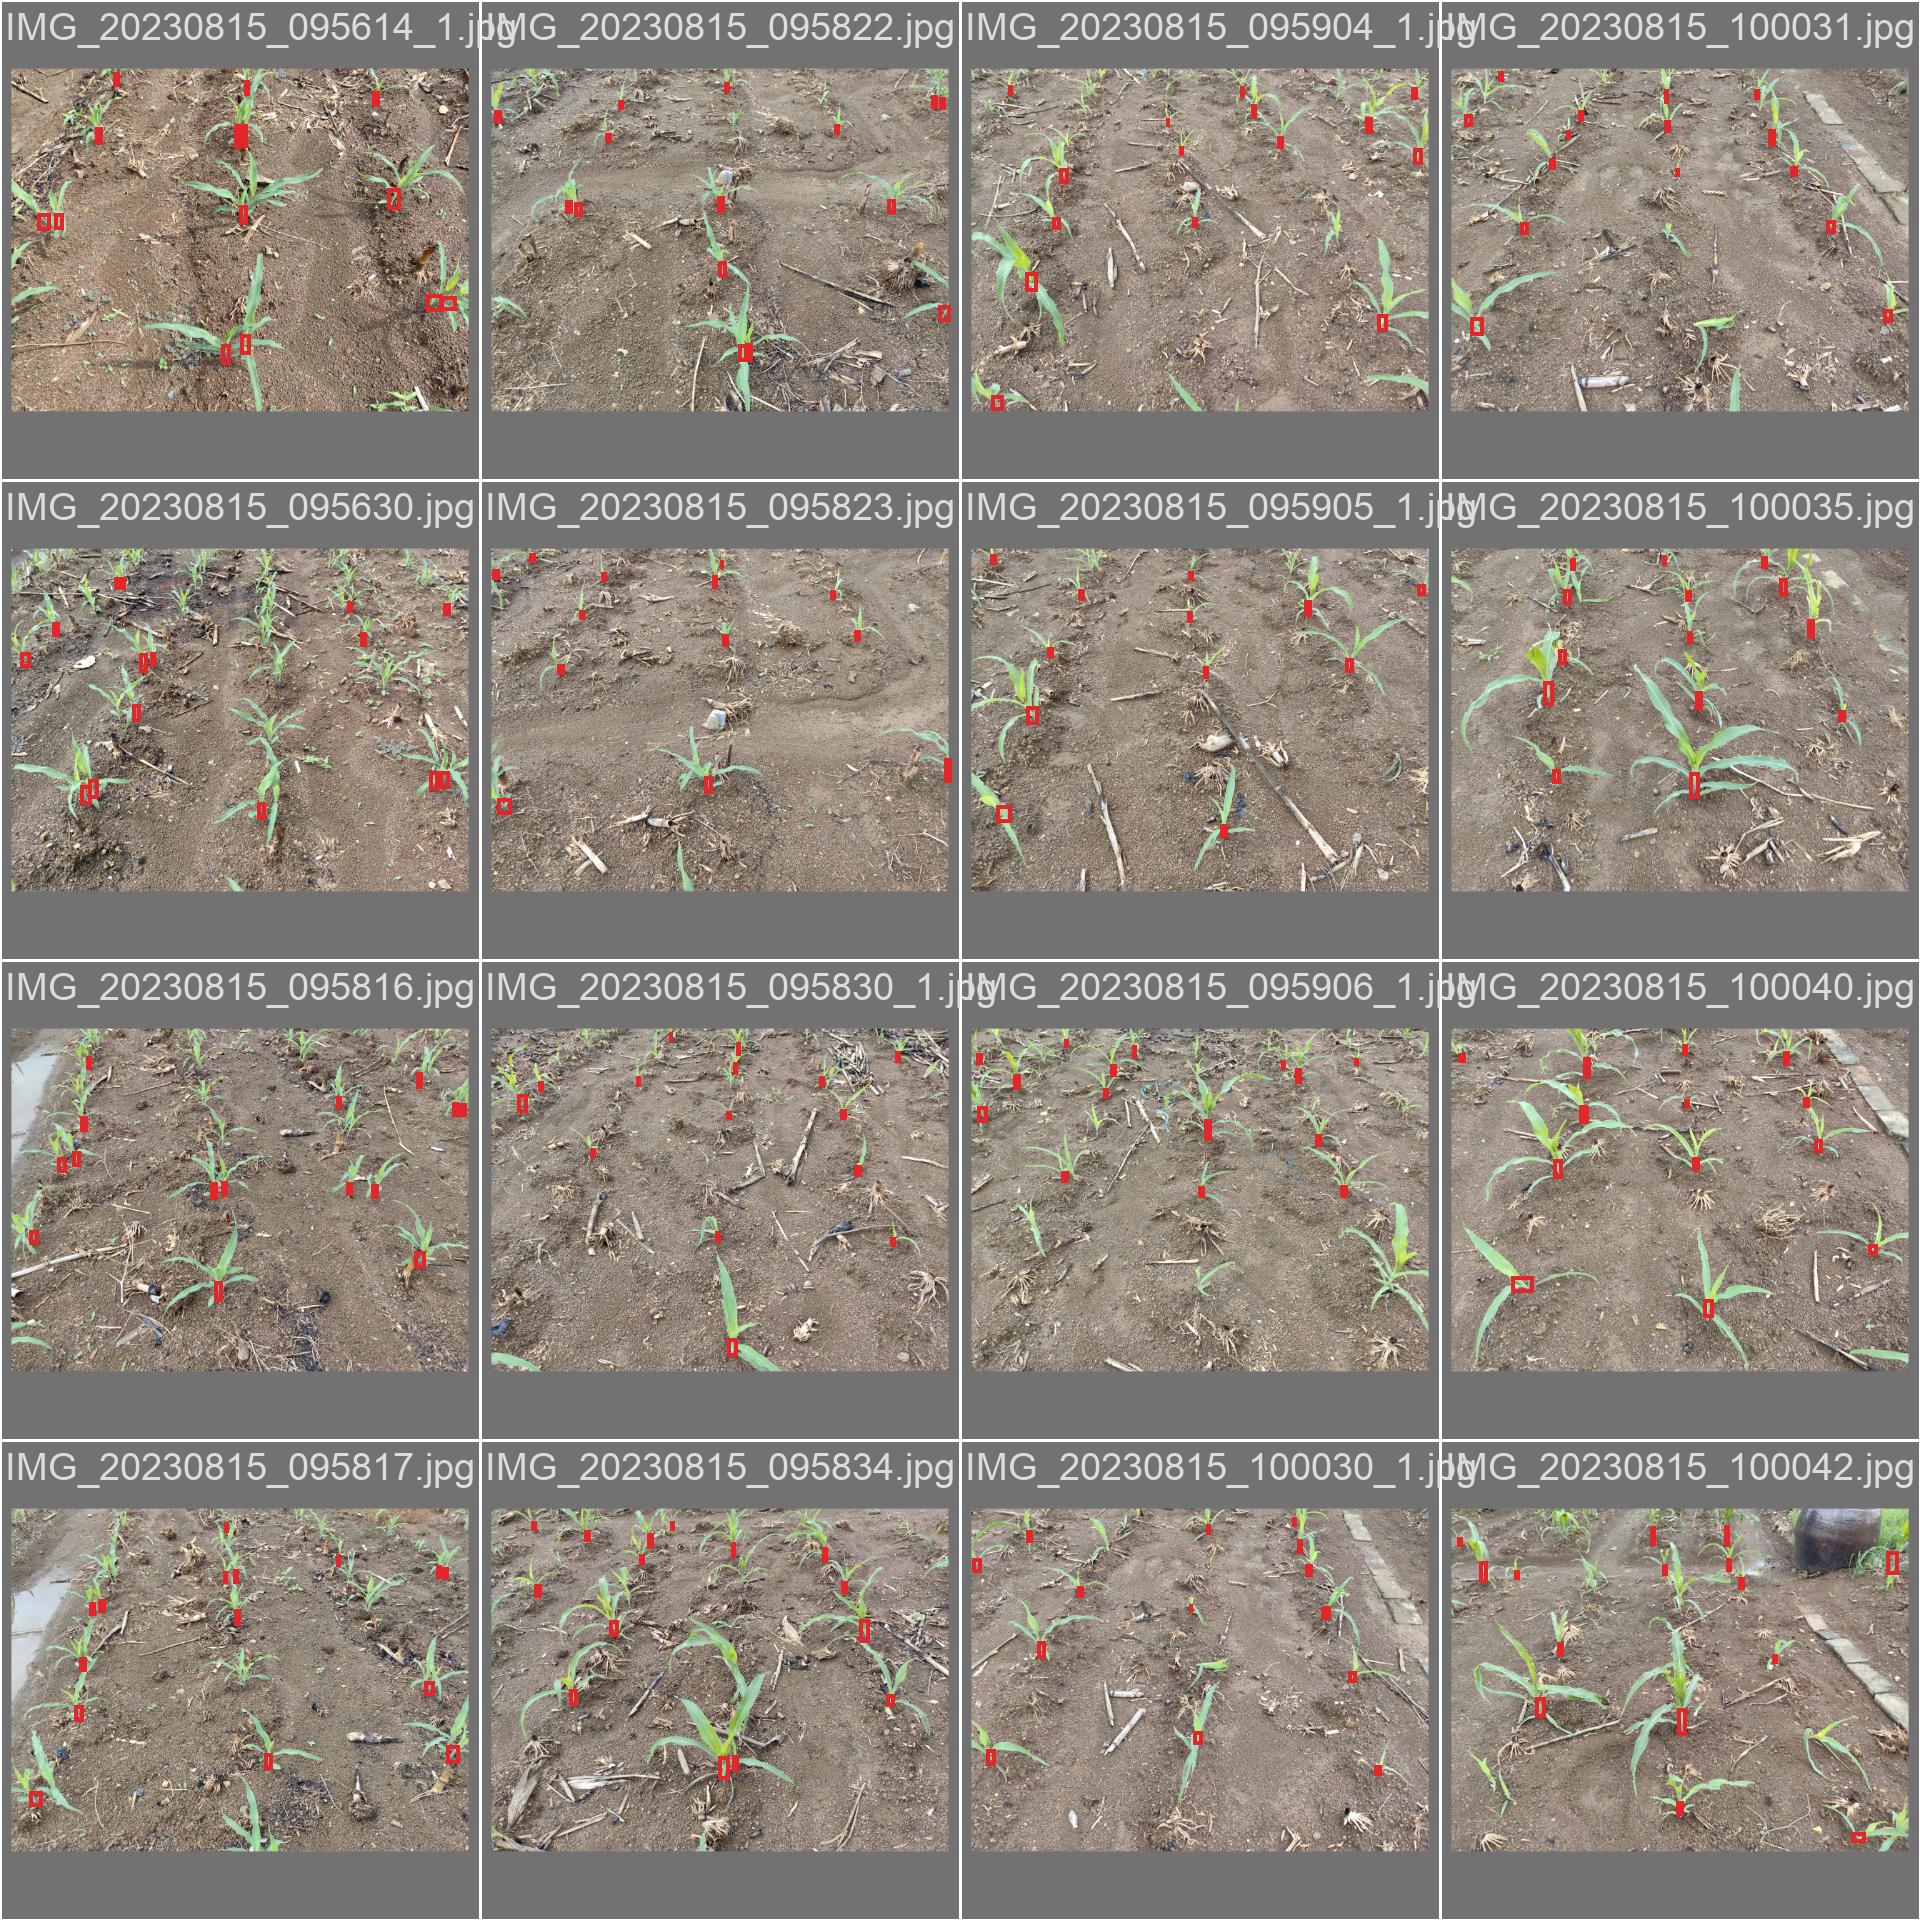 IMG_20230815_095614_1.jpg
IMG_20230815_095822.jpg
IMG_20230815_095904_1.jpg
IMG_20230815_100031.jpg
IMG_20230815_095630.jpg
IMG_20230815_095823.jpg
IMG_20230815_095905_1.jpg
IMG_20230815_100035.jpg
IMG_20230815_095816.jpg
IMG_20230815_095830_1.jpg
IMG_20230815_095906_1.jpg
IMG_20230815_100040.jpg
IMG_20230815_095817.jpg
IMG_20230815_095834.jpg
IMG_20230815_100030_1.jpg
IMG_20230815_100042.jpg